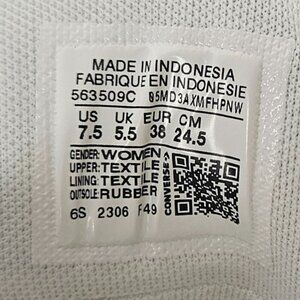 MADE IN INDONESIA
FABRIQUE EN INDONESIE
563509C 05MD3AXMFHPNW
US UK EUR CM
7.5 5.5 38 24.5
GENDER: WOMEN
UPPER: TEXTILE
LINING: TEXTILE
OUTSOLE: RUBBER
CONVERSE®
6S 2306 F49